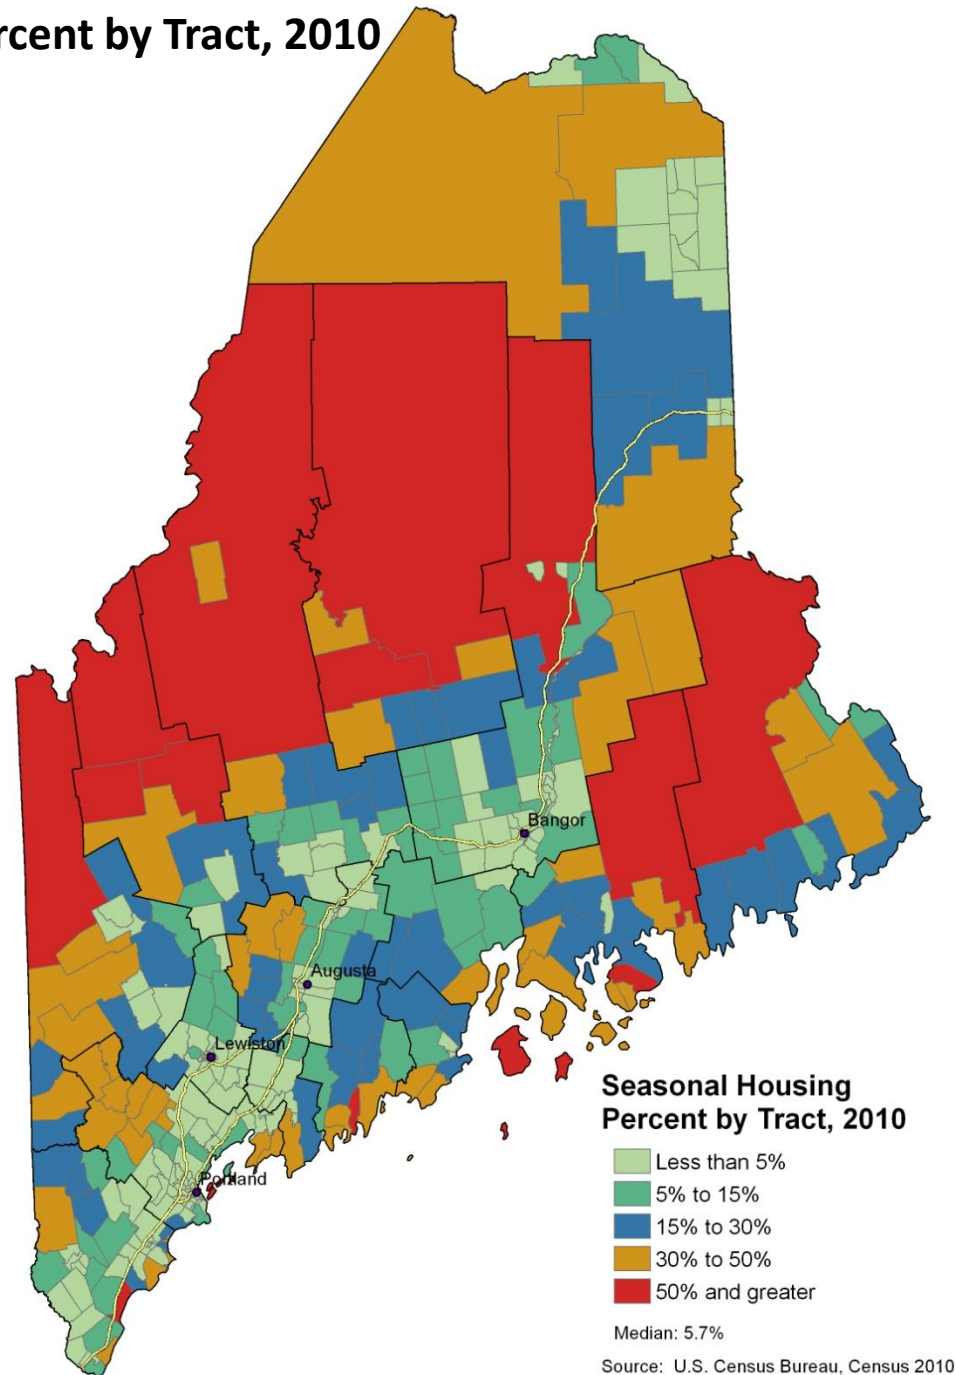 rcent by Tract, 2010
Bangor
Augusta
Lewiston
Portland
Seasonal Housing
Percent by Tract, 2010
Less than 5%
5% to 15%
15% to 30%
30% to 50%
50% and greater
Median: 5.7%
Source: U.S. Census Bureau, Census 2010